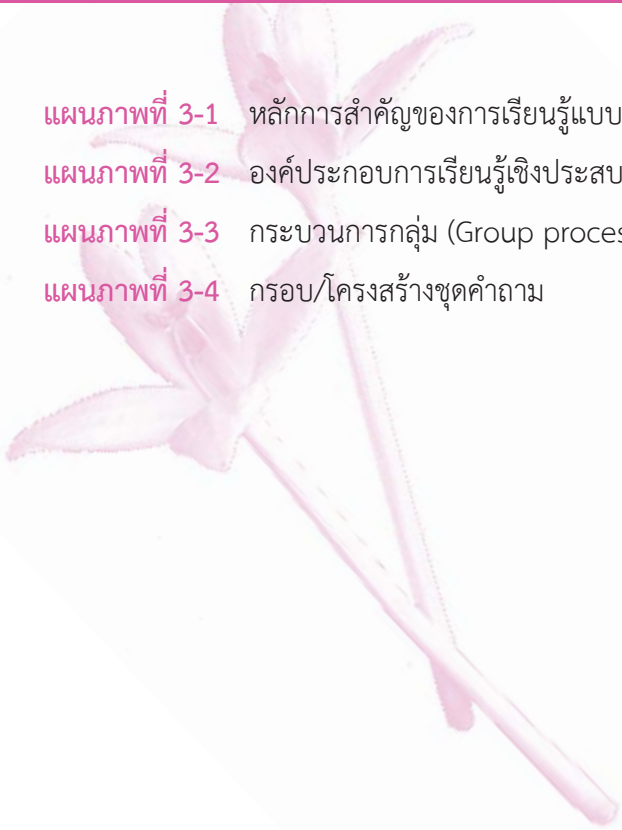 แผนภาพที่ 3-1 หลักการสำคัญของการเรียนรู้แบบ
แผนภาพที่ 3-2 องค์ประกอบการเรียนรู้เชิงประสบ
แผนภาพที่ 3-3 กระบวนการกลุ่ม (Group proces
แผนภาพที่ 3-4 กรอบ/โครงสร้างชุดคำถาม